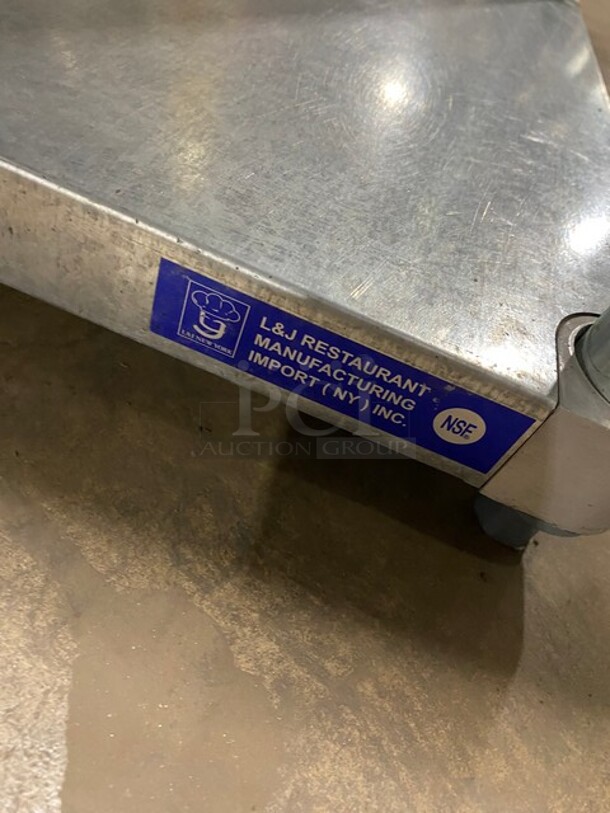 L&J NEW YORK
L&J RESTAURANT
MANUFACTURING
IMPORT ( NY ) INC.
NSF®
PCI
AUCTION GROUP